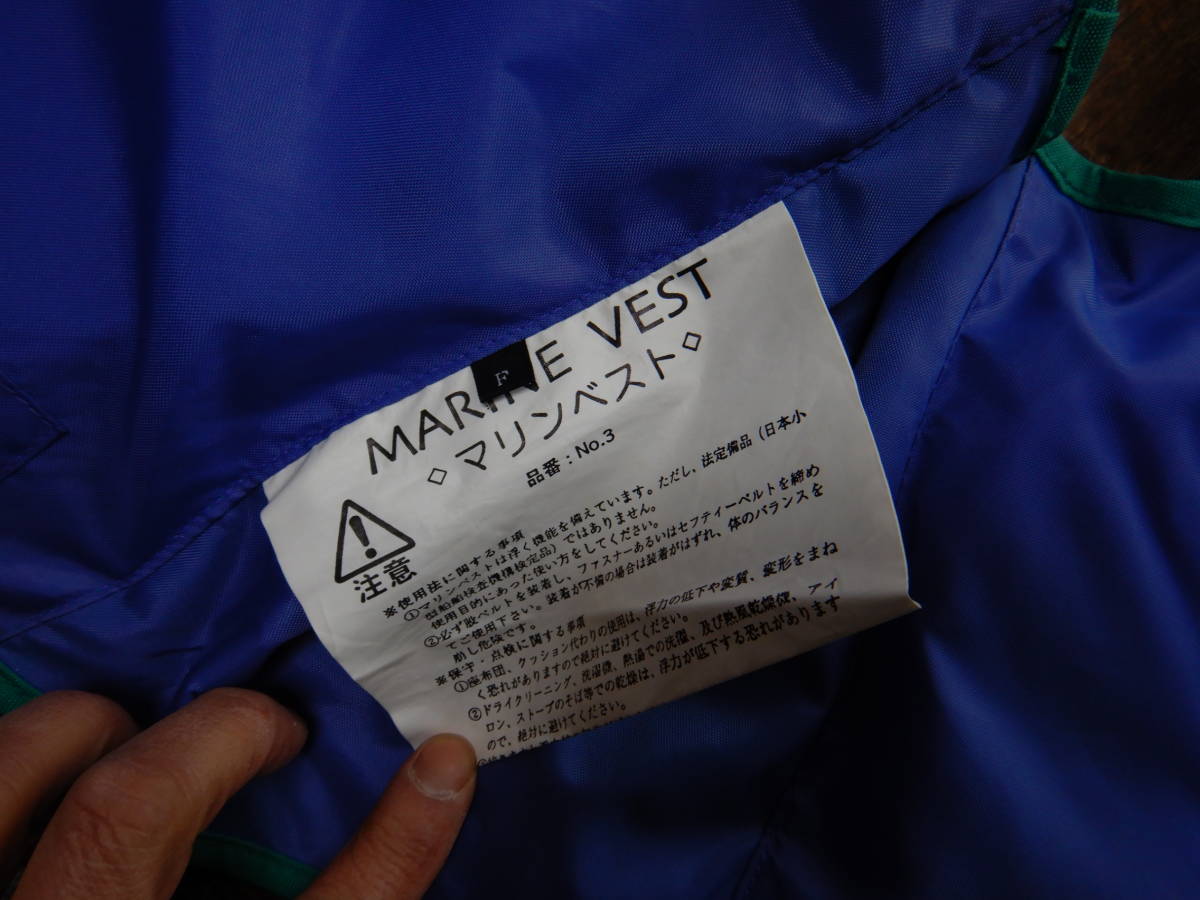 MARINE VEST
F
◇マリンベスト◇
品番：No.3
注意
※使用法に関する事項
①マリンベストは浮く機能を備えています。ただし、法定備品（日本小
型船舶検査機構検定品）ではありません。
使用目的にあった使い方をしてください。
②必ず股ベルトを装着し、ファスナーあるいはセフティーベルトを締め
てご使用下さい。装着が不備の場合は装着がはずれ、体のバランスを
崩し危険です。
※保守・点検に関する事項
①座布団、クッション代わりの使用は、浮力の低下や変質、変形をまね
く恐れがありますので絶対に避けてください。
②ドライクリーニング、洗濯機、熱湯での洗濯、及び熱風乾燥機、アイ
ロン、ストーブのそば等での乾燥は、浮力が低下する恐れがあります
ので、絶対に避けてください。